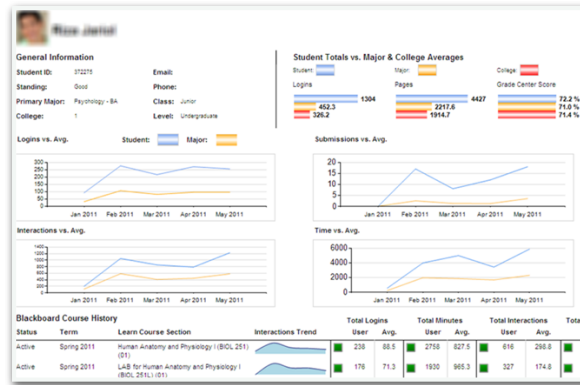 General Information
Student ID: 372275 Email:
Standing: Good Phone:
Primary Major: Psychology - BA Class: Junior
College: 1 Level: Undergraduate
Student Totals vs. Major & College Averages
Student: Major: College:
Logins Pages Grade Center Score
1304 4427 72.2 %
452.3 2217.6 71.0 %
326.2 1914.7 71.4 %
Logins vs. Avg. Student: Major:
300
250
200
150
100
50
0
Jan 2011 Feb 2011 Mar 2011 Apr 2011 May 2011
Submissions vs. Avg.
20
15
10
5
0
Jan 2011 Feb 2011 Mar 2011 Apr 2011 May 2011
Interactions vs. Avg.
1400
1200
1000
800
600
400
200
0
Jan 2011 Feb 2011 Mar 2011 Apr 2011 May 2011
Time vs. Avg.
6000
4000
2000
0
Jan 2011 Feb 2011 Mar 2011 Apr 2011 May 2011
Blackboard Course History Total Logins Total Minutes Total Interactions Tota
Status Term Learn Course Section Interactions Trend User Avg. User Avg. User Avg. User
Active Spring 2011 Human Anatomy and Physiology I (BIOL 251) 236 88.5 2758 827.5 616 298.8
(01)
Active Spring 2011 LAB for Human Anatomy and Physiology I 176 71.3 1930 965.3 327 174.8
(BIOL 251L) (01)